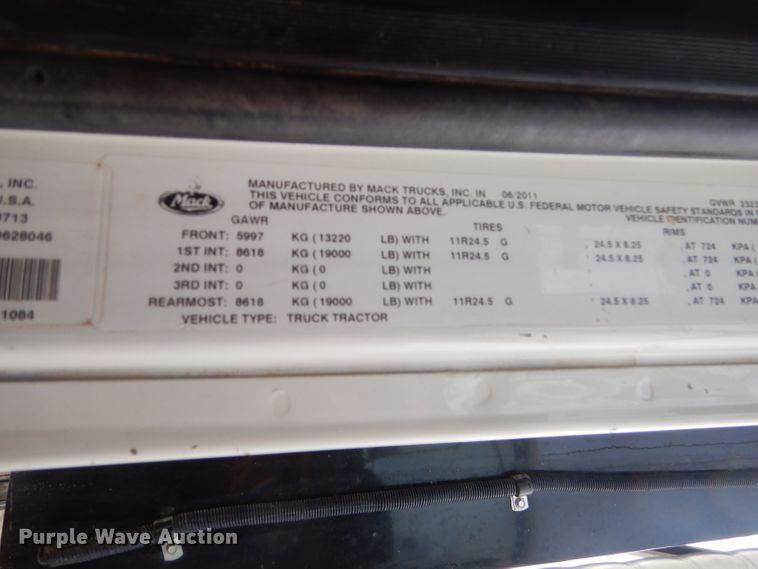 , INC.
U.S.A.
713
628046
1084
Mack
MANUFACTURED BY MACK TRUCKS, INC. IN 06/2011
GVWR
THIS VEHICLE CONFORMS TO ALL APPLICABLE U.S. FEDERAL MOTOR VEHICLE SAFETY STANDARDS IN
OF MANUFACTURE SHOWN ABOVE.
VEHICLE IDENTIFICATION NUM
GAWR TIRES RIMS
FRONT: 5997 KG ( 13220 LB) WITH 11R24.5 G 24.5 X 8.25 , AT 724 KPA (
1ST INT: 8618 KG ( 19000 LB) WITH 11R24.5 G 24.5 X 8.25 , AT 724 KPA (
2ND INT: 0 KG ( 0 LB) WITH , AT 0 KPA (
3RD INT: 0 KG ( 0 LB) WITH , AT 0 KPA
REARMOST: 8618 KG ( 19000 LB) WITH 11R24.5 G 24.5 X 8.25 , AT 724 KPA
VEHICLE TYPE: TRUCK TRACTOR
Purple Wave Auction